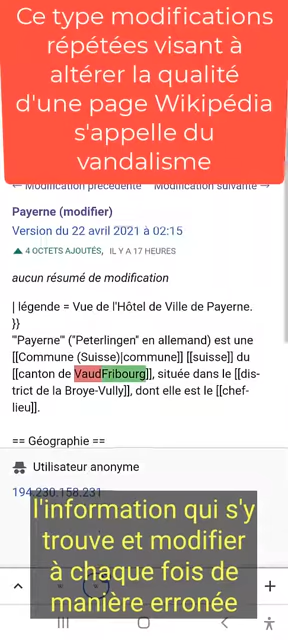 Ce type modifications
répétées visant à
altérer la qualité
d'une page Wikipédia
s'appelle du
vandalisme
← Modification précédente Modification suivante →
Payerne (modifier)
Version du 22 avril 2021 à 02:15
4 OCTETS AJOUTÉS, IL Y A 17 HEURES
aucun résumé de modification
| légende = Vue de l'Hôtel de Ville de Payerne.
}}
'''Payerne''' (''Peterlingen'' en allemand) est une
[[Commune (Suisse)|commune]] [[suisse]] du
[[canton de VaudFribourg]], située dans le [[dis-
trict de la Broye-Vully]], dont elle est le [[chef-
lieu]].
== Géographie ==
Utilisateur anonyme
194.230.158.231
l'information qui s'y
trouve et modifier
à chaque fois de
manière erronée